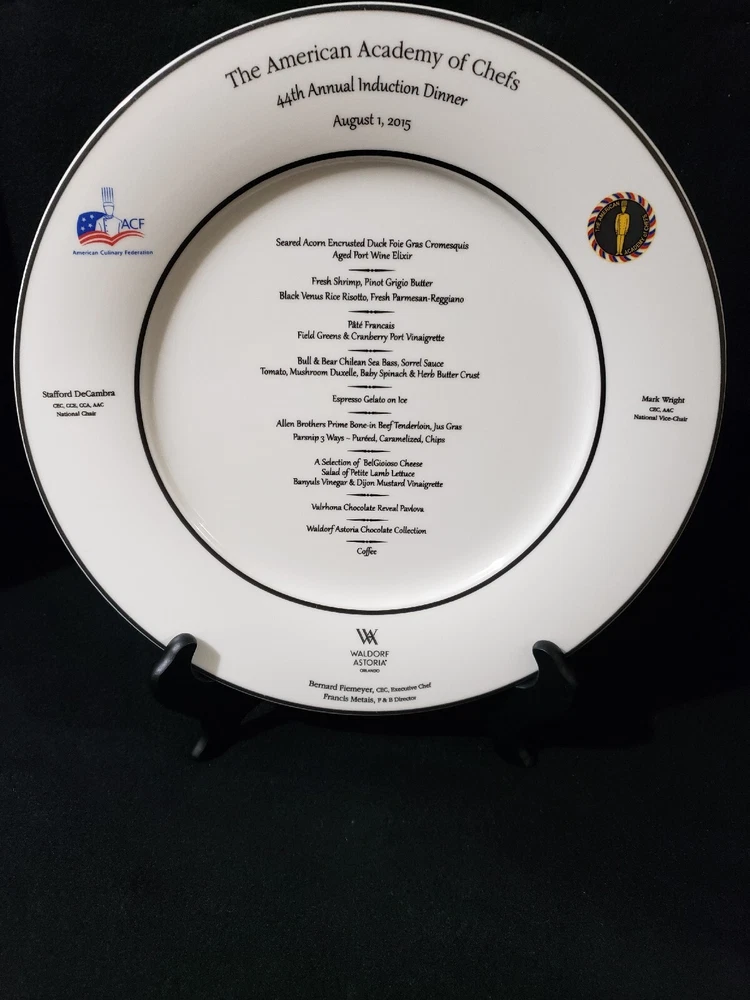 The American Academy of Chefs
44th Annual Induction Dinner
August 1, 2015
ACF
American Culinary Federation
THE AMERICAN ACADEMY OF CHEFS
Seared Acorn Encrusted Duck Foie Gras Cromesquis
Aged Port Wine Elixir
Fresh Shrimp, Pinot Grigio Butter
Black Venus Rice Risotto, Fresh Parmesan-Reggiano
Pâté Francais
Field Greens & Cranberry Port Vinaigrette
Bull & Bear Chilean Sea Bass, Sorrel Sauce
Tomato, Mushroom Duxelle, Baby Spinach & Herb Butter Crust
Espresso Gelato on Ice
Allen Brothers Prime Bone-in Beef Tenderloin, Jus Gras
Parsnip 3 Ways – Puréed, Caramelized, Chips
A Selection of BelGioioso Cheese
Salad of Petite Lamb Lettuce
Banyuls Vinegar & Dijon Mustard Vinaigrette
Valrhona Chocolate Reveal Pavlova
Waldorf Astoria Chocolate Collection
Coffee
Stafford DeCambra
CEC, CCE, CCA, AAC
National Chair
Mark Wright
CEC, AAC
National Vice-Chair
WALDORF
ASTORIA
ORLANDO
Bernard Fiemeyer, CEC, Executive Chef
Francis Metais, F & B Director